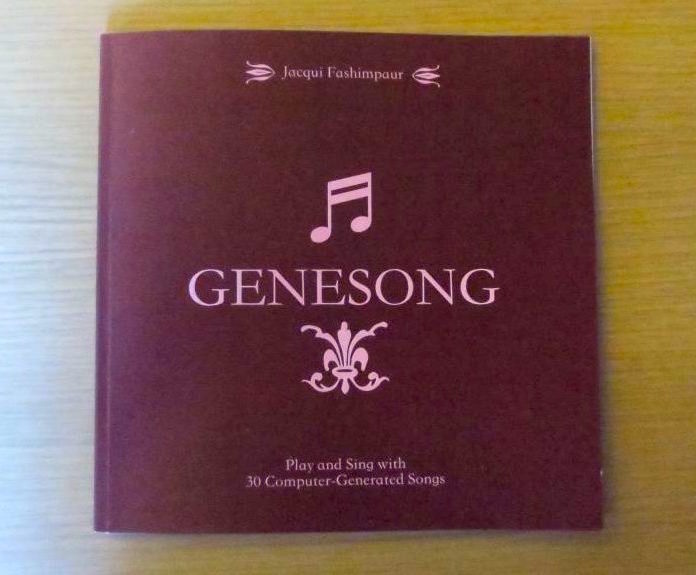 Jacqui Fashimpaur
GENESONG
Play and Sing with
30 Computer-Generated Songs